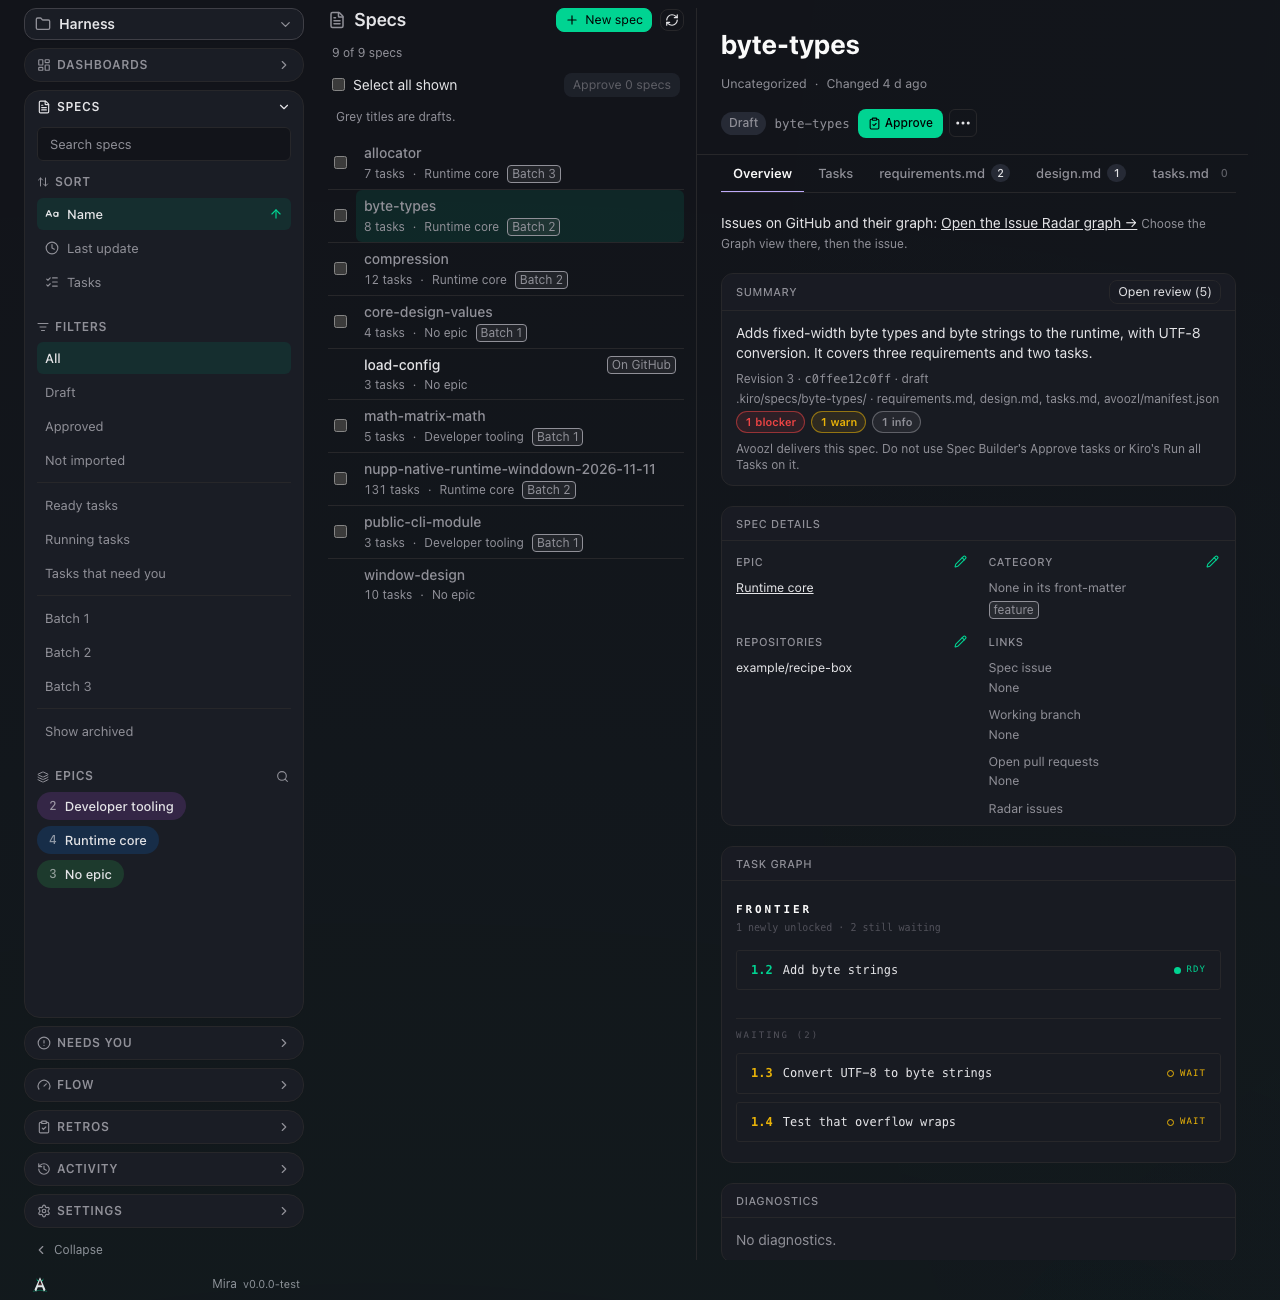 Harness
DASHBOARDS
SPECS
Search specs
SORT
Aa Name
Last update
Tasks
FILTERS
All
Draft
Approved
Not imported
Ready tasks
Running tasks
Tasks that need you
Batch 1
Batch 2
Batch 3
Show archived
EPICS
2 Developer tooling
4 Runtime core
3 No epic
NEEDS YOU
FLOW
RETROS
ACTIVITY
SETTINGS
Collapse
Mira v0.0.0-test
Specs
New spec
9 of 9 specs
Select all shown
Approve 0 specs
Grey titles are drafts.
allocator
7 tasks · Runtime core Batch 3
byte-types
8 tasks · Runtime core Batch 2
compression
12 tasks · Runtime core Batch 2
core-design-values
4 tasks · No epic Batch 1
load-config On GitHub
3 tasks · No epic
math-matrix-math
5 tasks · Developer tooling Batch 1
nupp-native-runtime-winddown-2026-11-11
131 tasks · Runtime core Batch 2
public-cli-module
3 tasks · Developer tooling Batch 1
window-design
10 tasks · No epic
byte-types
Uncategorized · Changed 4 d ago
Draft byte-types Approve
Overview Tasks requirements.md 2 design.md 1 tasks.md 0
Issues on GitHub and their graph: Open the Issue Radar graph → Choose the
Graph view there, then the issue.
SUMMARY Open review (5)
Adds fixed-width byte types and byte strings to the runtime, with UTF-8
conversion. It covers three requirements and two tasks.
Revision 3 · c0ffee12c0ff · draft
.kiro/specs/byte-types/ · requirements.md, design.md, tasks.md, avoozl/manifest.json
1 blocker 1 warn 1 info
Avoozl delivers this spec. Do not use Spec Builder's Approve tasks or Kiro's Run all
Tasks on it.
SPEC DETAILS
EPIC
Runtime core
CATEGORY
None in its front-matter
feature
REPOSITORIES
example/recipe-box
LINKS
Spec issue
None
Working branch
None
Open pull requests
None
Radar issues
TASK GRAPH
FRONTIER
1 newly unlocked · 2 still waiting
1.2 Add byte strings RDY
WAITING (2)
1.3 Convert UTF-8 to byte strings WAIT
1.4 Test that overflow wraps WAIT
DIAGNOSTICS
No diagnostics.